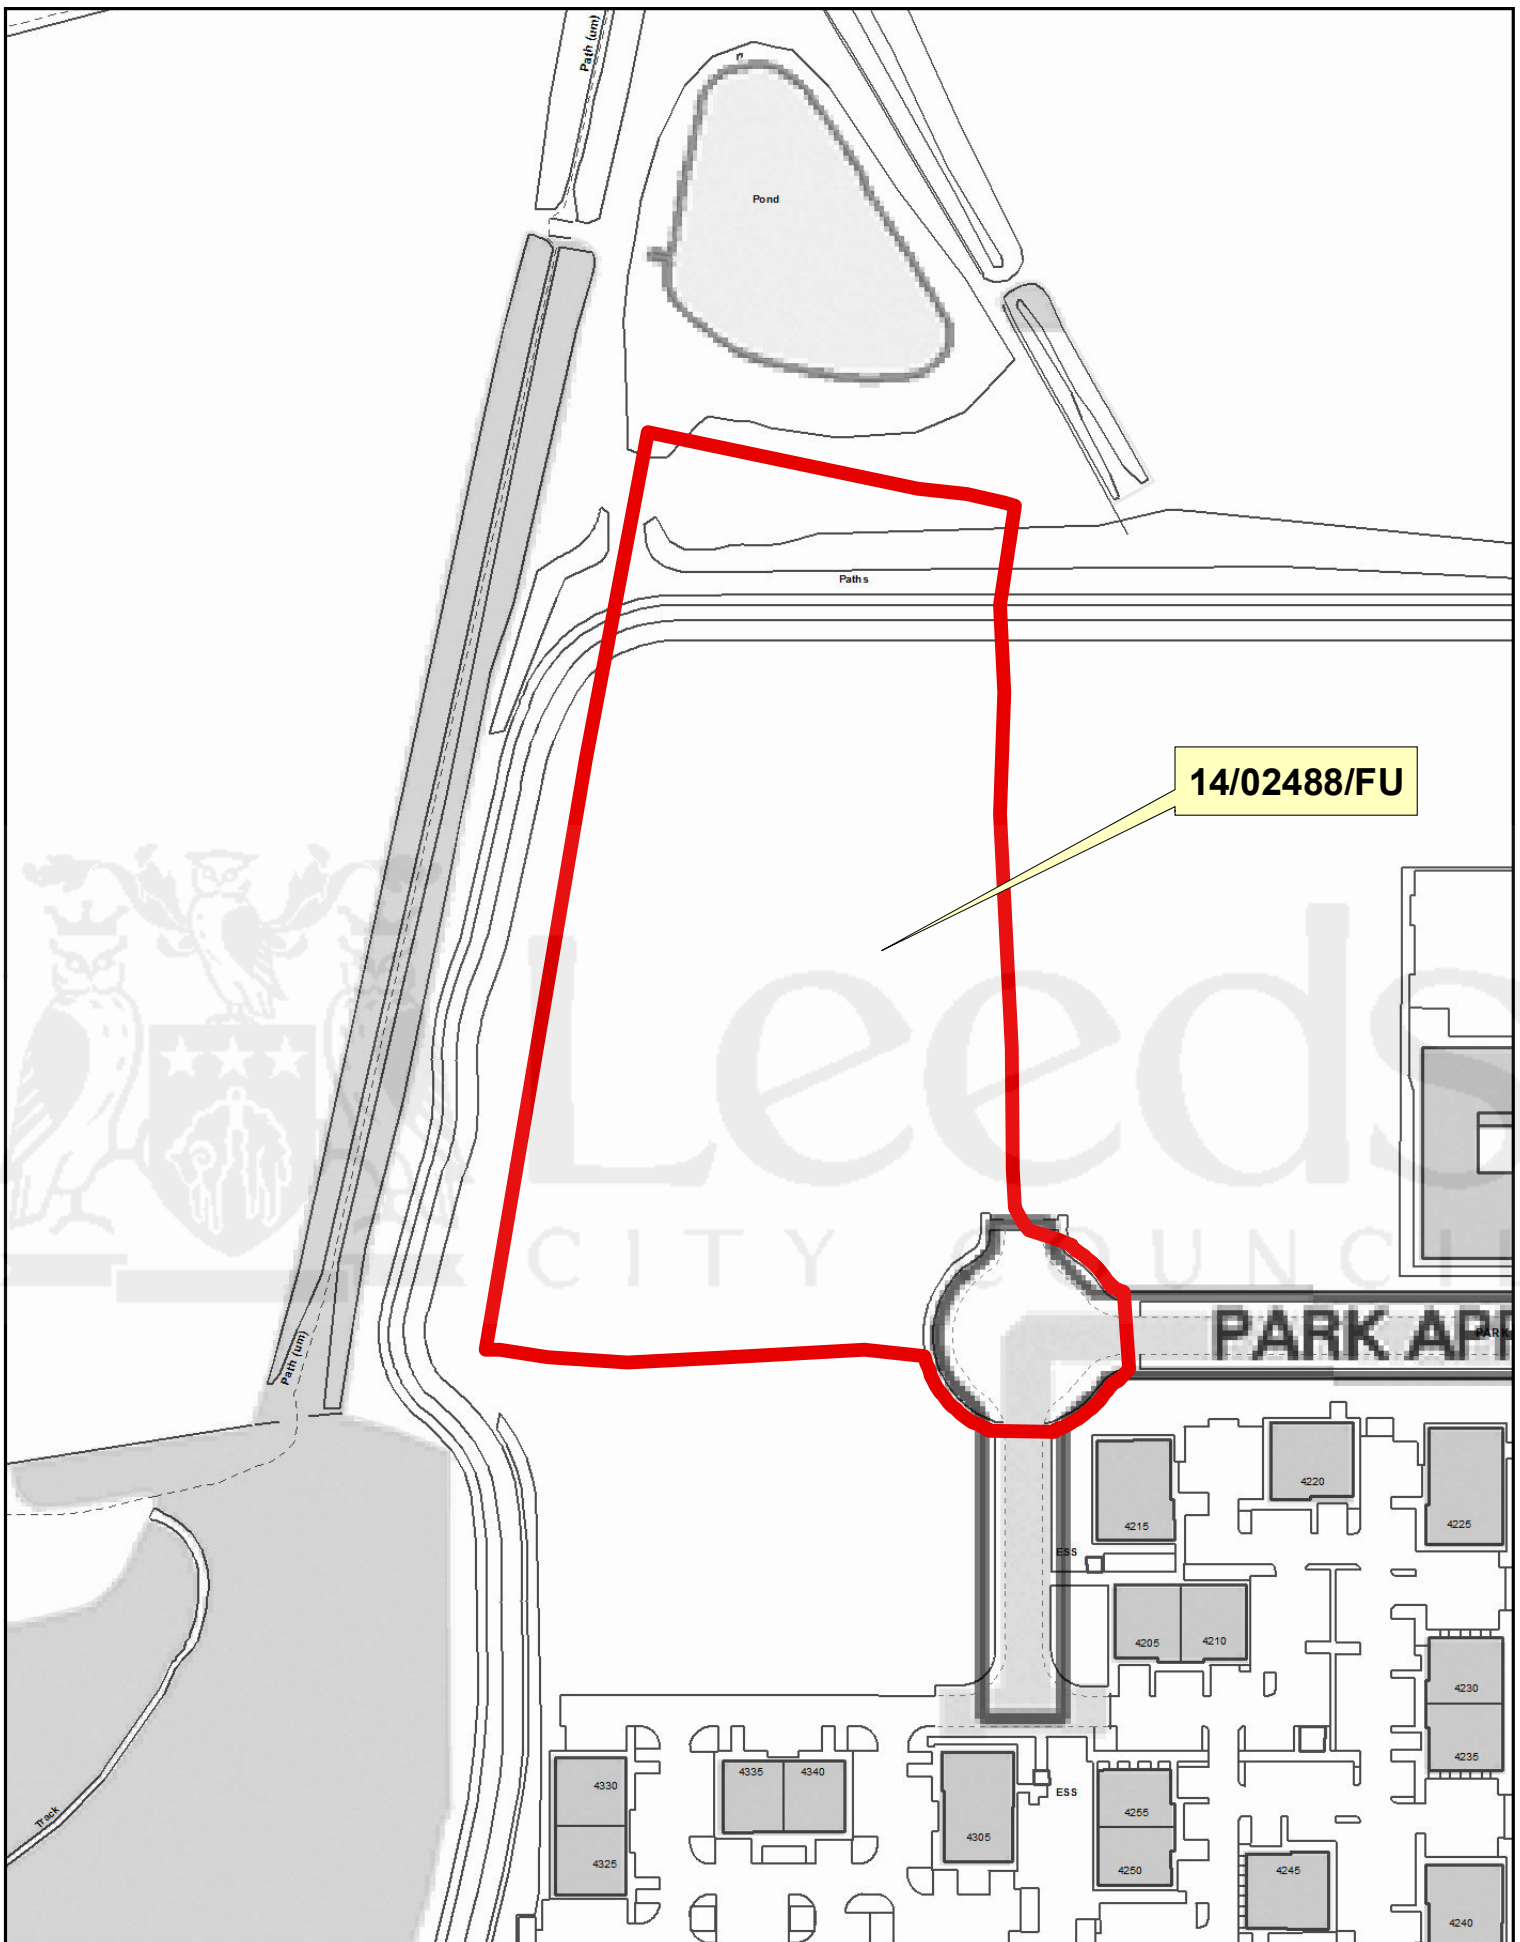 Path (um)
Pond
Paths
14/02488/FU
Leeds
CITY COUNCIL
PARK APP
PARK
Path (um)
4220
4215
4225
ESS
4205
4210
4230
4235
4330
4335
4340
4255
ESS
4305
4325
4250
4245
4240
Track